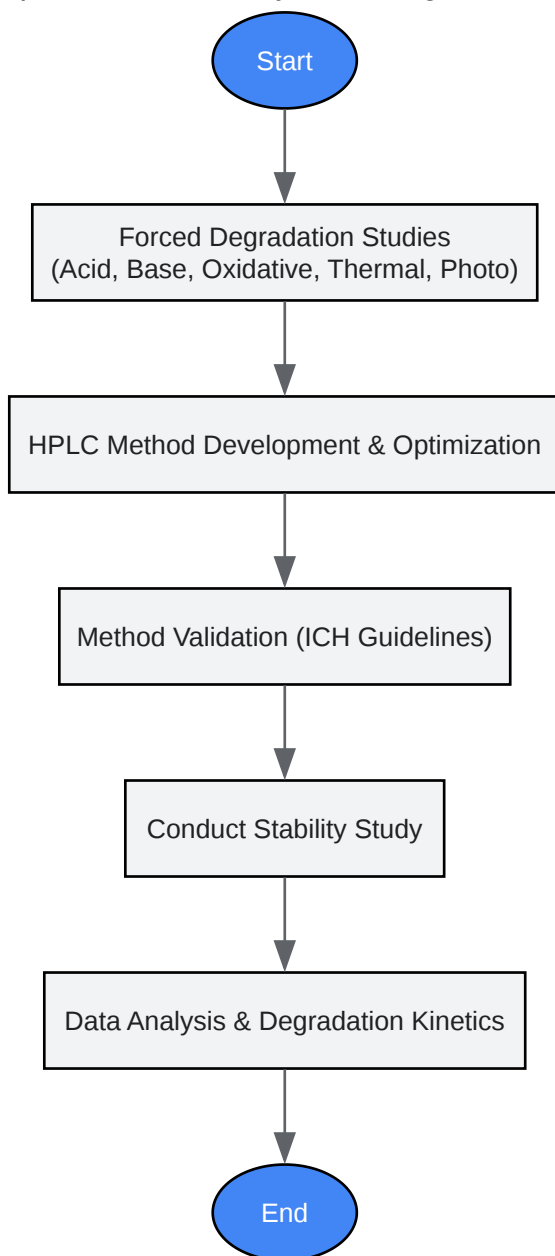 Start
Forced Degradation Studies
(Acid, Base, Oxidative, Thermal, Photo)
HPLC Method Development & Optimization
Method Validation (ICH Guidelines)
Conduct Stability Study
Data Analysis & Degradation Kinetics
End